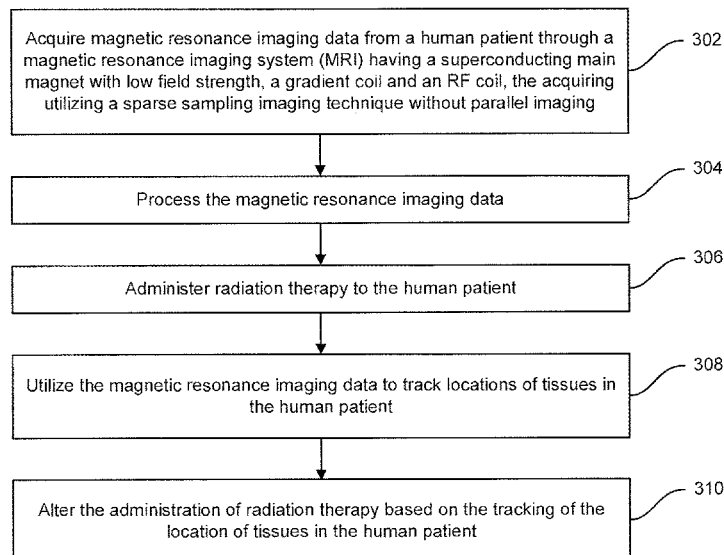 Acquire magnetic resonance imaging data from a human patient through a
magnetic resonance imaging system (MRI) having a superconducting main
magnet with low field strength, a gradient coil and an RF coil, the acquiring
utilizing a sparse sampling imaging technique without parallel imaging
302
Process the magnetic resonance imaging data
304
Administer radiation therapy to the human patient
306
Utilize the magnetic resonance imaging data to track locations of tissues in
the human patient
308
Alter the administration of radiation therapy based on the tracking of the
location of tissues in the human patient
310